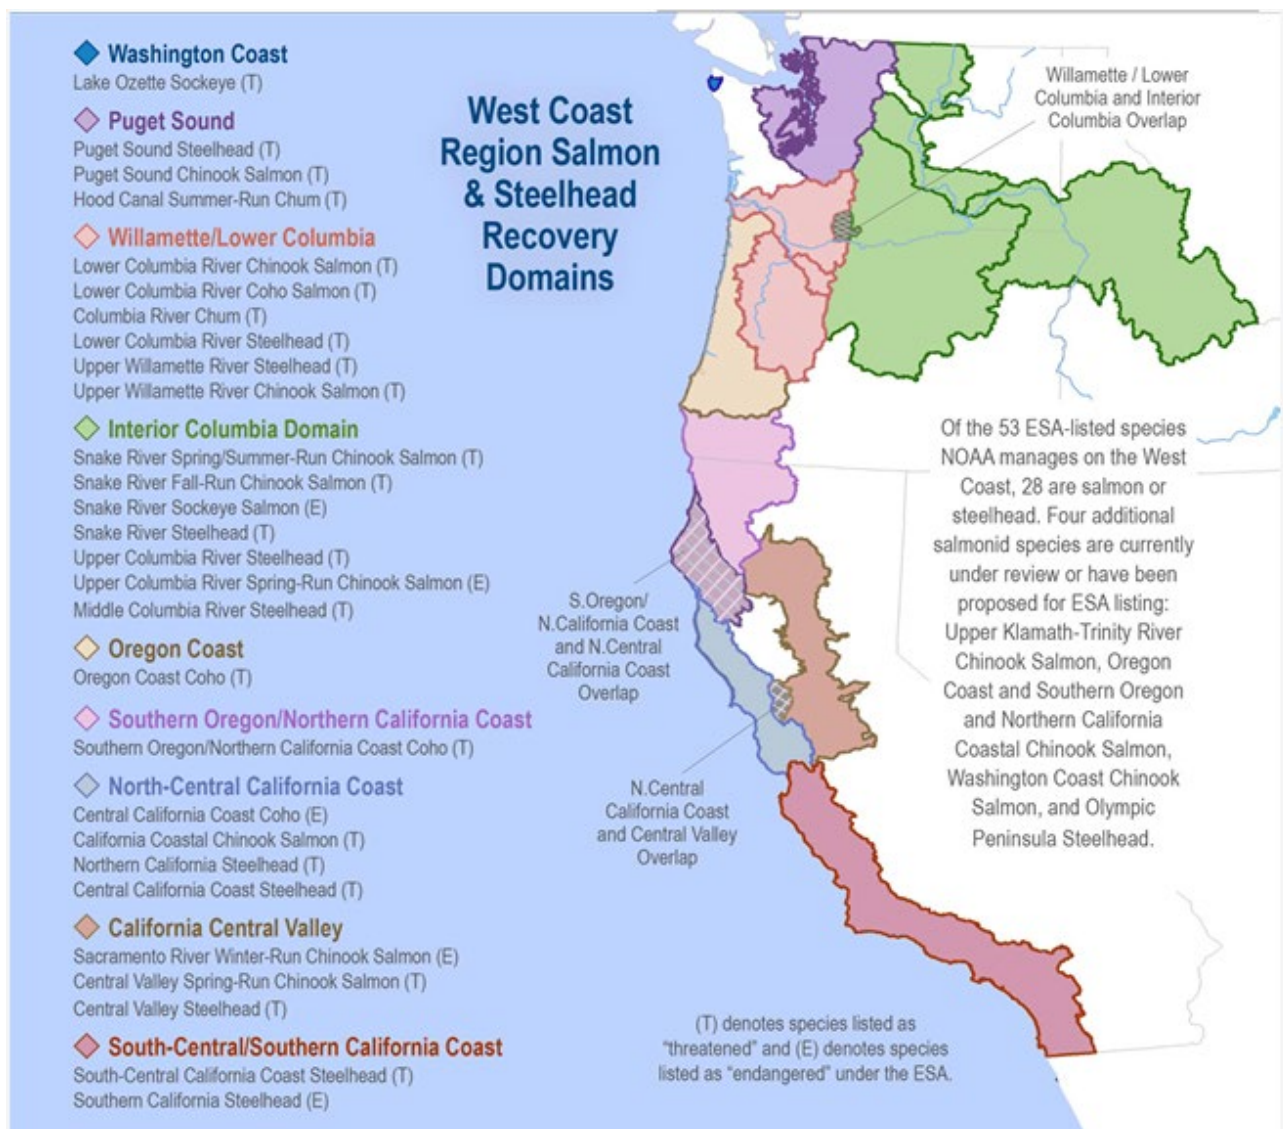 West Coast
Region Salmon
& Steelhead
Recovery
Domains
Washington Coast
Lake Ozette Sockeye (T)
Puget Sound
Puget Sound Steelhead (T)
Puget Sound Chinook Salmon (T)
Hood Canal Summer-Run Chum (T)
Willamette/Lower Columbia
Lower Columbia River Chinook Salmon (T)
Lower Columbia River Coho Salmon (T)
Columbia River Chum (T)
Lower Columbia River Steelhead (T)
Upper Willamette River Steelhead (T)
Upper Willamette River Chinook Salmon (T)
Interior Columbia Domain
Snake River Spring/Summer-Run Chinook Salmon (T)
Snake River Fall-Run Chinook Salmon (T)
Snake River Sockeye Salmon (E)
Snake River Steelhead (T)
Upper Columbia River Steelhead (T)
Upper Columbia River Spring-Run Chinook Salmon (E)
Middle Columbia River Steelhead (T)
Oregon Coast
Oregon Coast Coho (T)
Southern Oregon/Northern California Coast
Southern Oregon/Northern California Coast Coho (T)
North-Central California Coast
Central California Coast Coho (E)
California Coastal Chinook Salmon (T)
Northern California Steelhead (T)
Central California Coast Steelhead (T)
California Central Valley
Sacramento River Winter-Run Chinook Salmon (E)
Central Valley Spring-Run Chinook Salmon (T)
Central Valley Steelhead (T)
South-Central/Southern California Coast
South-Central California Coast Steelhead (T)
Southern California Steelhead (E)
Willamette / Lower
Columbia and Interior
Columbia Overlap
S.Oregon/
N.California Coast
and N.Central
California Coast
Overlap
N.Central
California Coast
and Central Valley
Overlap
Of the 53 ESA-listed species
NOAA manages on the West
Coast, 28 are salmon or
steelhead. Four additional
salmonid species are currently
under review or have been
proposed for ESA listing:
Upper Klamath-Trinity River
Chinook Salmon, Oregon
Coast and Southern Oregon
and Northern California
Coastal Chinook Salmon,
Washington Coast Chinook
Salmon, and Olympic
Peninsula Steelhead.
(T) denotes species listed as
“threatened” and (E) denotes species
listed as “endangered” under the ESA.